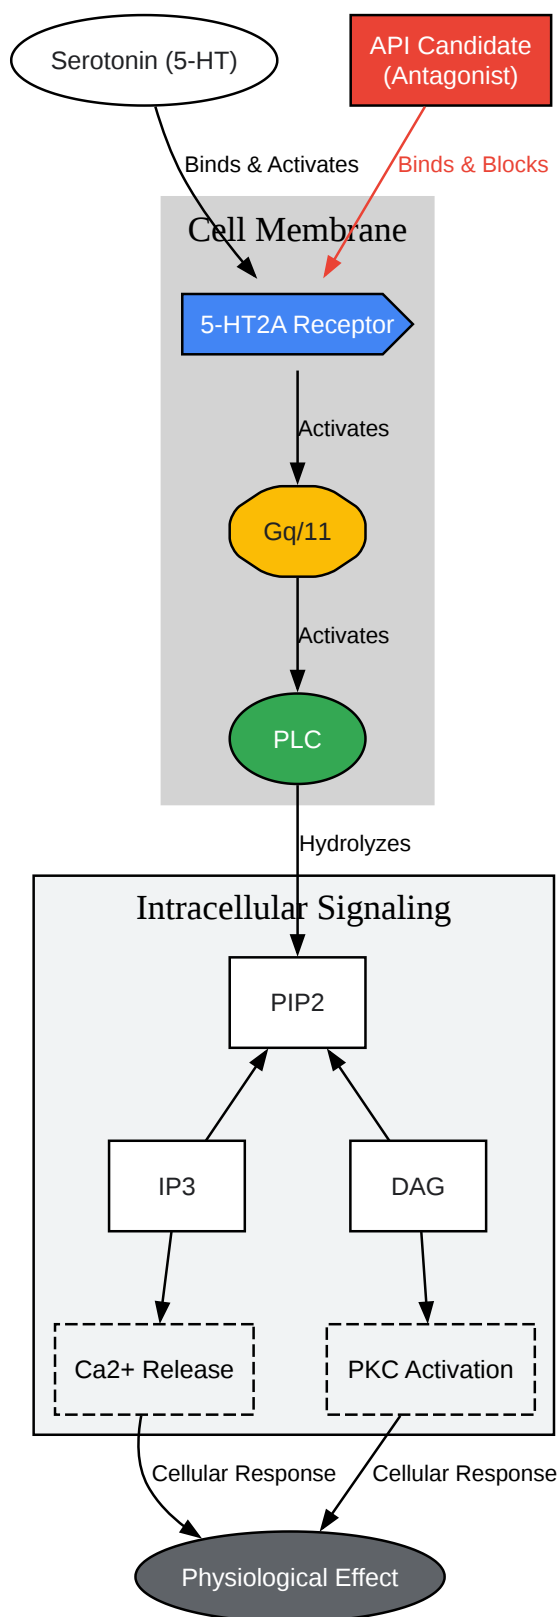 Serotonin (5-HT)
API Candidate
(Antagonist)
Binds & Activates
Binds & Blocks
Cell Membrane
5-HT2A Receptor
Activates
Gq/11
Activates
PLC
Hydrolyzes
Intracellular Signaling
PIP2
IP3
DAG
Ca2+ Release
PKC Activation
Cellular Response
Cellular Response
Physiological Effect